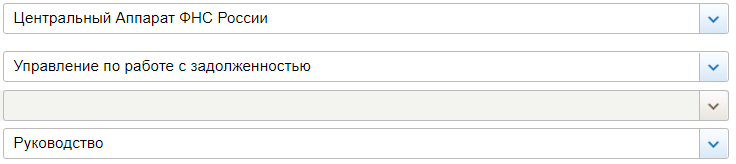 Центральный Аппарат ФНС России
Управление по работе с задолженностью
Руководство